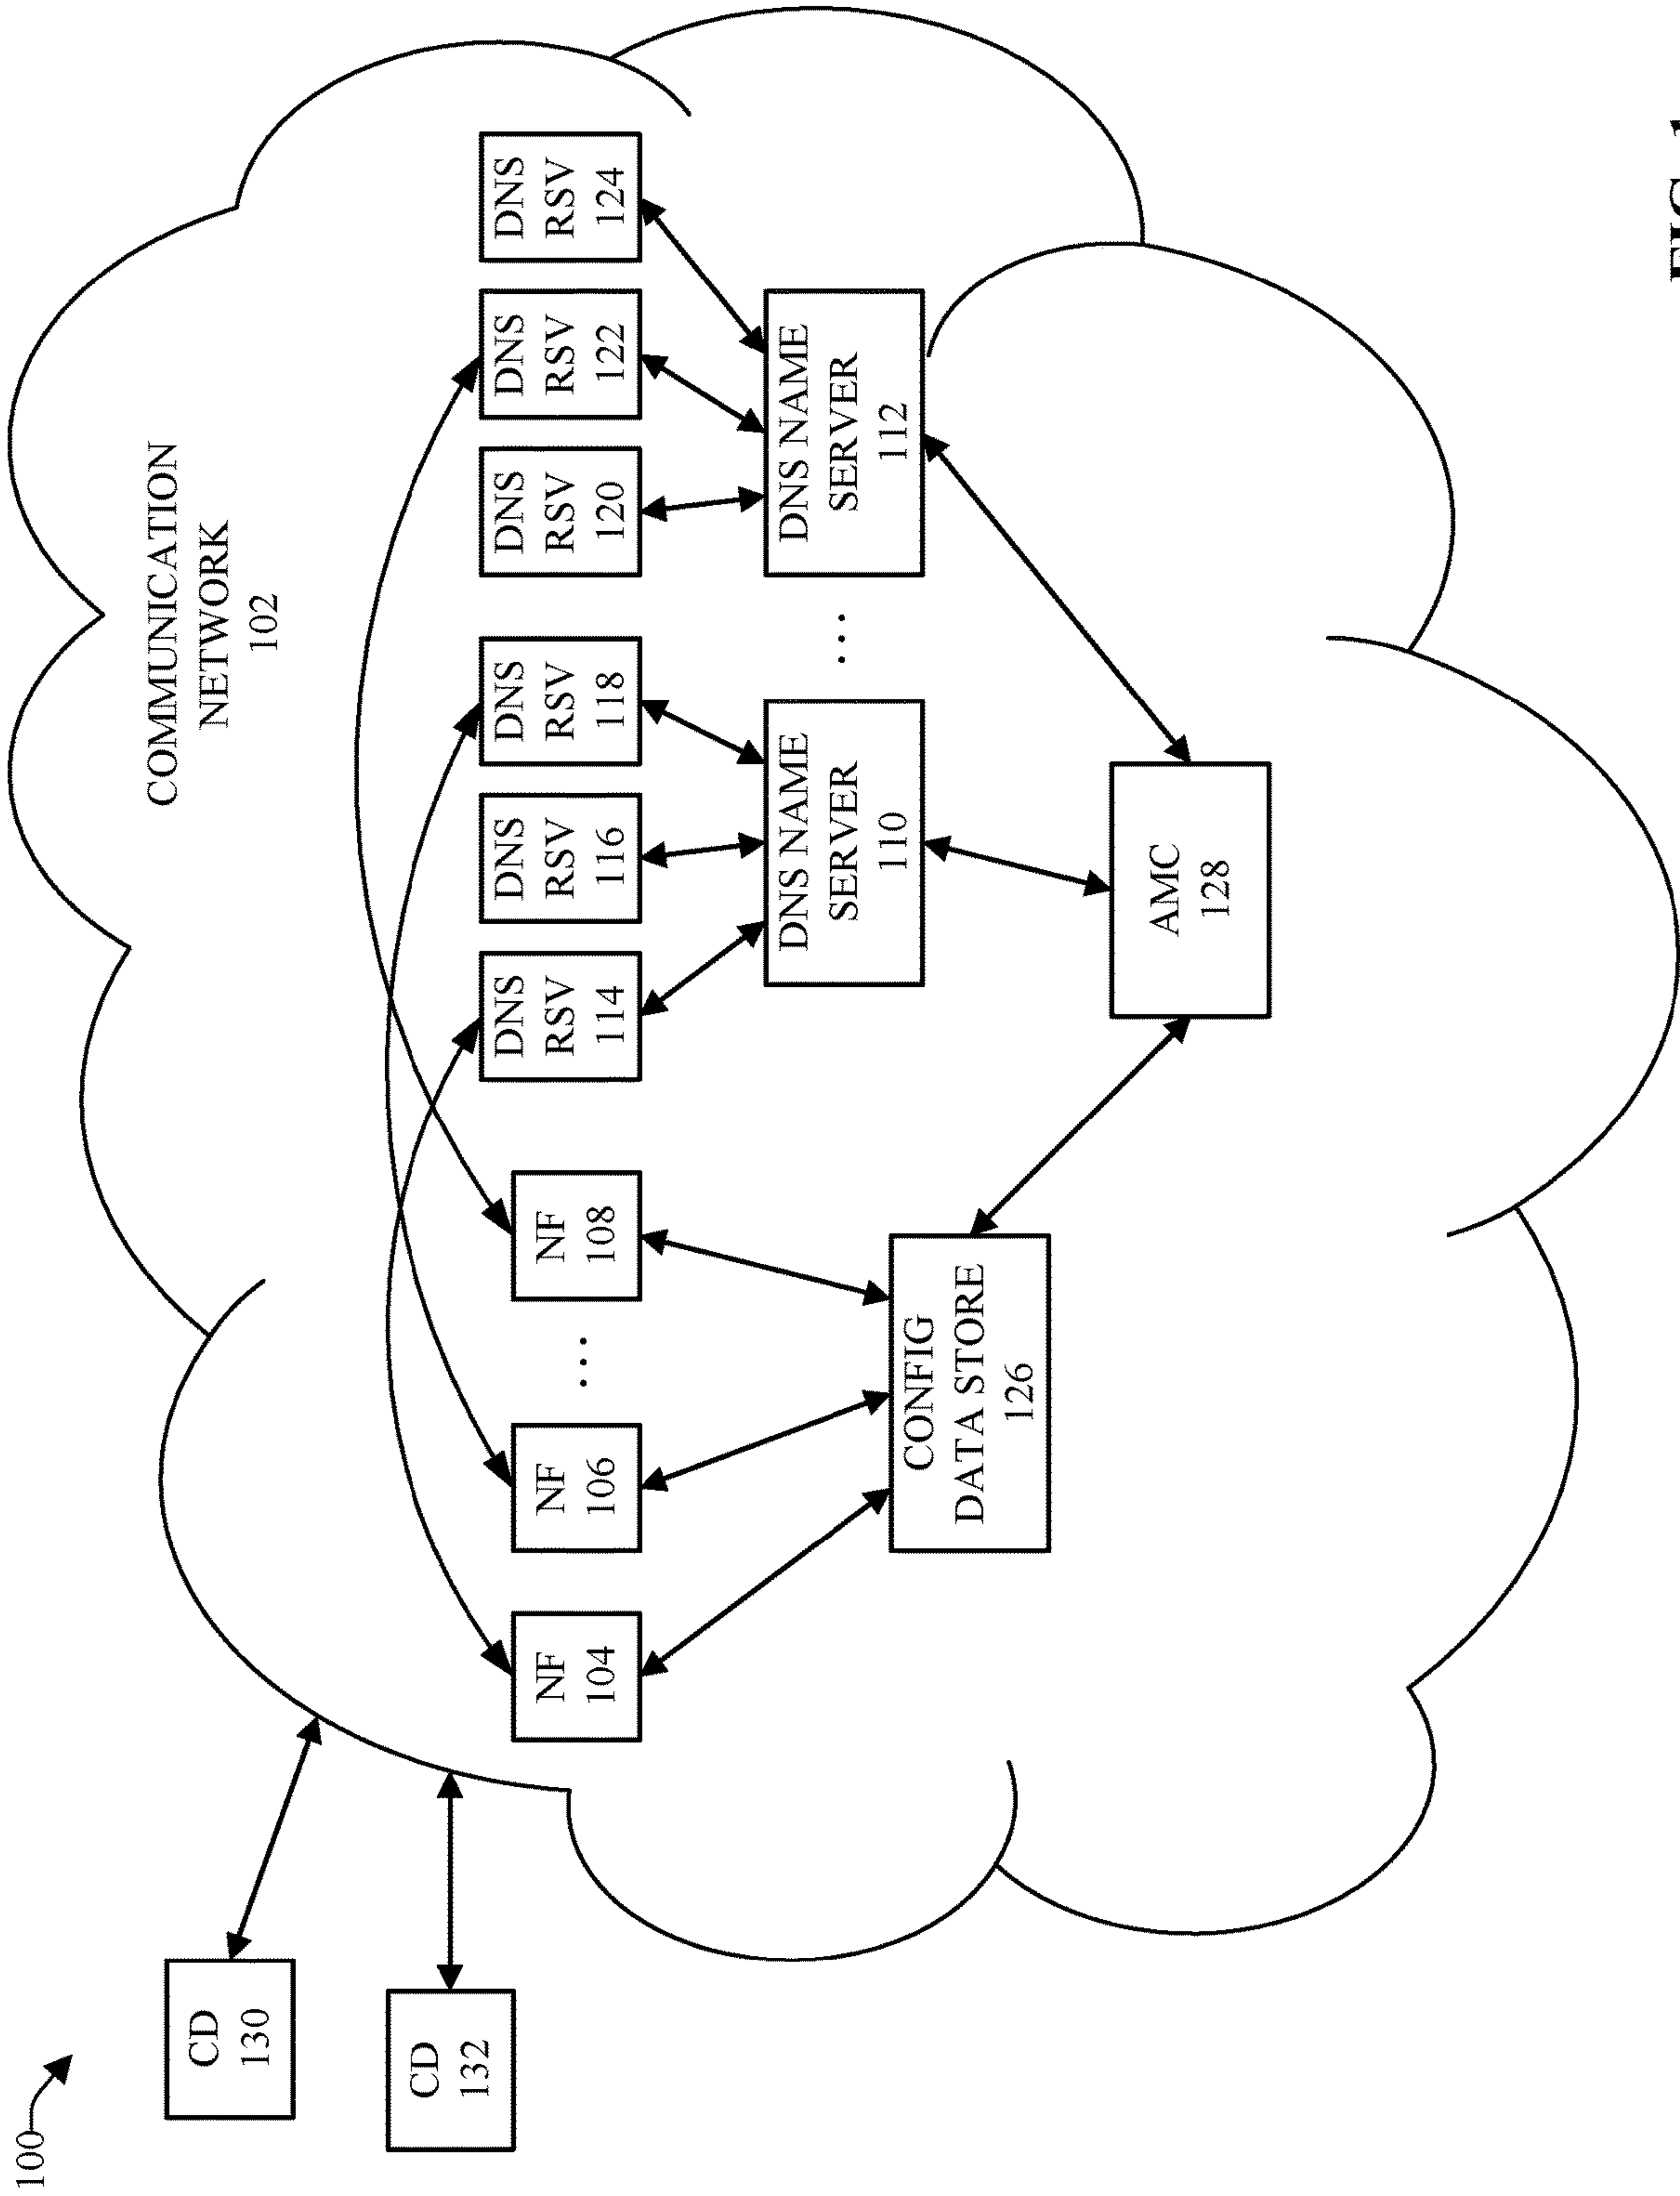 100
CD
130
CD
132
COMMUNICATION
NETWORK
102
NF
104
NF
106
...
NF
108
DNS
RSV
114
DNS
RSV
116
DNS
RSV
118
DNS
RSV
120
DNS
RSV
122
DNS
RSV
124
DNS NAME
SERVER
110
...
DNS NAME
SERVER
112
CONFIG
DATA STORE
126
AMC
128